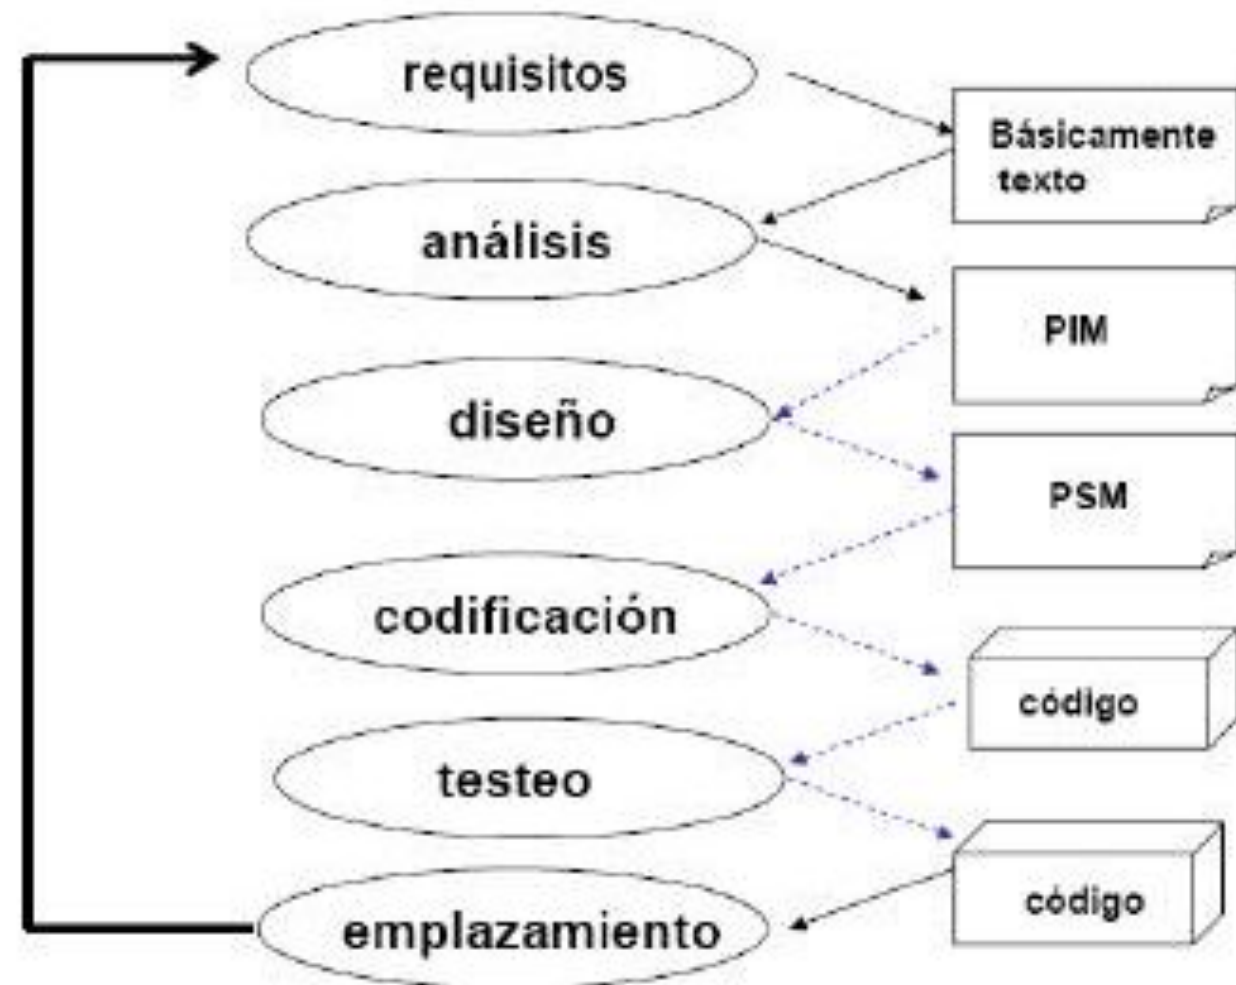 requisitos
Básicamente
texto
análisis
PIM
diseño
PSM
codificación
código
testeo
código
emplazamiento